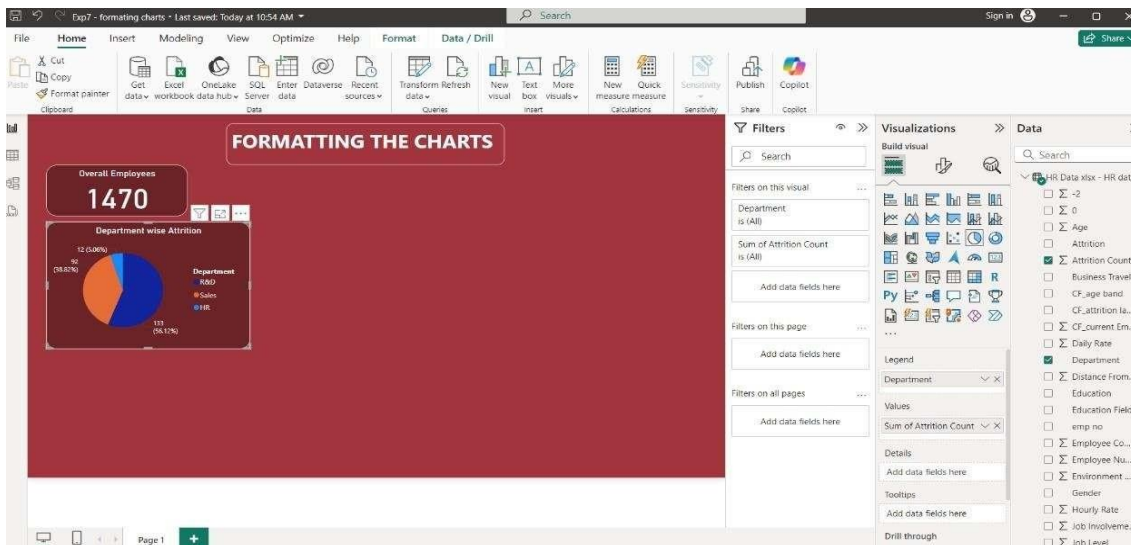 Exp7 - formating charts • Last saved: Today at 10:54 AM
Search
Sign in
File Home Insert Modeling View Optimize Help Format Data / Drill
Share
Paste
Cut
Copy
Format painter
Clipboard
Get data
Excel workbook
OneLake data hub
SQL Server
Enter data
Dataverse
Recent sources
Data
Transform data
Refresh
Queries
New visual
Text box
More visuals
Insert
New measure
Quick measure
Calculations
Sensitivity
Sensitivity
Publish
Share
Copilot
Copilot
FORMATTING THE CHARTS
Overall Employees
1470
Department wise Attrition
12 (5.06%)
92
(38.82%)
133
(56.12%)
Department
R&D
Sales
HR
Page 1
Filters
Search
Filters on this visual
Department
is (All)
Sum of Attrition Count
is (All)
Add data fields here
Filters on this page
Add data fields here
Filters on all pages
Add data fields here
Visualizations
Build visual
123
R
Py
Legend
Department
Values
Sum of Attrition Count
Details
Add data fields here
Tooltips
Add data fields here
Drill through
Data
Search
HR Data xlsx - HR dat
Σ -2
Σ 0
Σ Age
Attrition
Σ Attrition Count
Business Travel
CF_age band
CF_attrition la...
Σ CF_current Em...
Σ Daily Rate
Department
Σ Distance From...
Education
Education Field
emp no
Σ Employee Co...
Σ Employee Nu...
Σ Environment ...
Gender
Σ Hourly Rate
Σ Job Involveme...
Σ Job Level